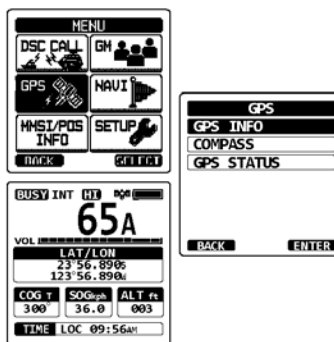 MENU
DSC CALL GM
GPS NAVI
MMSI/POS INFO SETUP
BACK SELECT
GPS
GPS INFO
COMPASS
GPS STATUS
BACK ENTER
BUSY INT HI
65A
VOL
LAT/LON
23°56.890S
123°56.890W
COG T SOGkph ALT ft
300° 36.0 003
TIME LOC 09:56AM